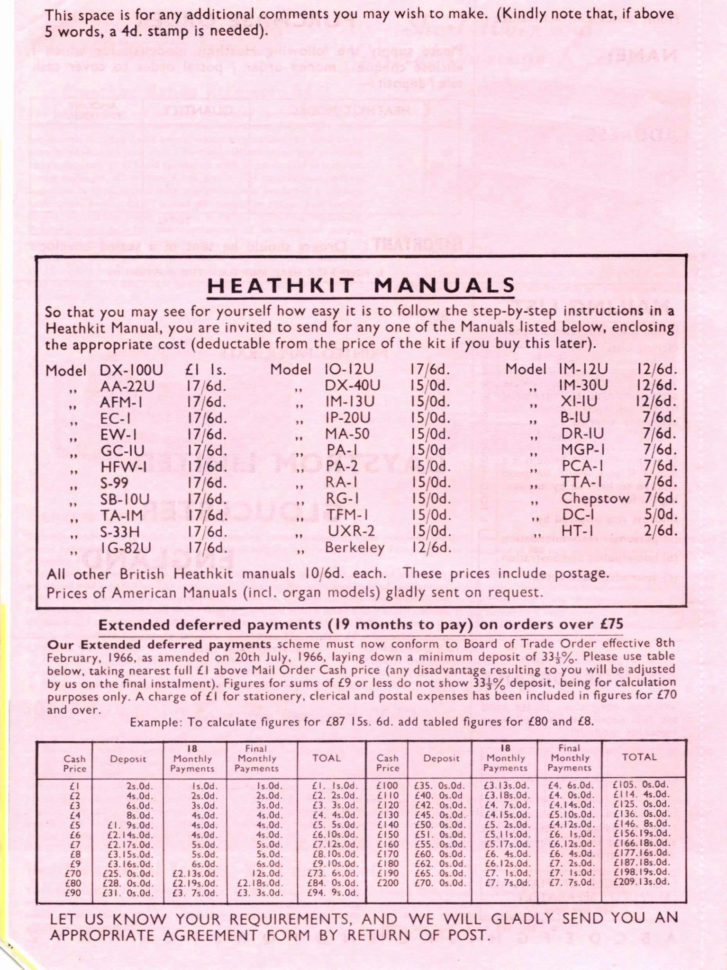 This space is for any additional comments you may wish to make. (Kindly note that, if above
5 words, a 4d. stamp is needed).
HEATHKIT MANUALS
So that you may see for yourself how easy it is to follow the step-by-step instructions in a
Heathkit Manual, you are invited to send for any one of the Manuals listed below, enclosing
the appropriate cost (deductable from the price of the kit if you buy this later).
Model DX-100U £1 1s. Model IO-12U 17/6d. Model IM-12U 12/6d.
,, AA-22U 17/6d. ,, DX-40U 15/0d. ,, IM-30U 12/6d.
,, AFM-1 17/6d. ,, IM-13U 15/0d. ,, XI-IU 12/6d.
,, EC-1 17/6d. ,, IP-20U 15/0d. ,, B-IU 7/6d.
,, EW-1 17/6d. ,, MA-50 15/0d. ,, DR-IU 7/6d.
,, GC-IU 17/6d. ,, PA-1 15/0d. ,, MGP-1 7/6d.
,, HFW-1 17/6d. ,, PA-2 15/0d. ,, PCA-1 7/6d.
,, S-99 17/6d. ,, RA-1 15/0d. ,, TTA-1 7/6d.
,, SB-10U 17/6d. ,, RG-1 15/0d. ,, Chepstow 7/6d.
,, TA-IM 17/6d. ,, TFM-1 15/0d. ,, DC-1 5/0d.
,, S-33H 17/6d. ,, UXR-2 15/0d. ,, HT-1 2/6d.
,, IG-82U 17/6d. ,, Berkeley 12/6d.
All other British Heathkit manuals 10/6d. each. These prices include postage.
Prices of American Manuals (incl. organ models) gladly sent on request.
Extended deferred payments (19 months to pay) on orders over £75
Our Extended deferred payments scheme must now conform to Board of Trade Order effective 8th
February, 1966, as amended on 20th July, 1966, laying down a minimum deposit of 33⅓%. Please use table
below, taking nearest full £1 above Mail Order Cash price (any disadvantage resulting to you will be adjusted
by us on the final instalment). Figures for sums of £9 or less do not show 33⅓% deposit, being for calculation
purposes only. A charge of £1 for stationery, clerical and postal expenses has been included in figures for £70
and over.
Example: To calculate figures for £87 15s. 6d. add tabled figures for £80 and £8.
Cash Price Deposit 18 Monthly Payments Final Monthly Payments TOAL Cash Price Deposit 18 Monthly Payments Final Monthly Payments TOTAL
£1 2s.0d. 1s.0d. 1s.0d. £1. 1s.0d. £100 £35. 0s.0d. £3.13s.0d. £4. 6s.0d. £105. 0s.0d.
£2 4s.0d. 2s.0d. 2s.0d. £2. 2s.0d. £110 £40. 0s.0d. £3.18s.0d. £4. 0s.0d. £114. 4s.0d.
£3 6s.0d. 3s.0d. 3s.0d. £3. 3s.0d. £120 £42. 0s.0d. £4. 7s.0d. £4.14s.0d. £125. 0s.0d.
£4 8s.0d. 4s.0d. 4s.0d. £4. 4s.0d. £130 £45. 0s.0d. £4.15s.0d. £5.10s.0d. £136. 0s.0d.
£5 £1. 9s.0d. 4s.0d. 4s.0d. £5. 5s.0d. £140 £50. 0s.0d. £5. 2s.0d. £4.12s.0d. £146. 8s.0d.
£6 £2.14s.0d. 4s.0d. 4s.0d. £6.10s.0d. £150 £51. 0s.0d. £5.11s.0d. £6. 1s.0d. £156.19s.0d.
£7 £2.17s.0d. 5s.0d. 5s.0d. £7.12s.0d. £160 £55. 0s.0d. £5.17s.0d. £6.12s.0d. £166.18s.0d.
£8 £3.15s.0d. 5s.0d. 5s.0d. £8.10s.0d. £170 £60. 0s.0d. £6. 4s.0d. £6. 4s.0d. £177.16s.0d.
£9 £3.16s.0d. 6s.0d. 6s.0d. £9.10s.0d. £180 £62. 0s.0d. £6.12s.0d. £7. 2s.0d. £187.18s.0d.
£70 £25. 0s.0d. £2.13s.0d. 12s.0d. £73. 6s.0d. £190 £65. 0s.0d. £7. 1s.0d. £7. 1s.0d. £198.19s.0d.
£80 £28. 0s.0d. £2.19s.0d. £2.18s.0d. £84. 0s.0d. £200 £70. 0s.0d. £7. 7s.0d. £7. 7s.0d. £209.13s.0d.
£90 £31. 0s.0d. £3. 7s.0d. £3. 3s.0d. £94. 9s.0d.
LET US KNOW YOUR REQUIREMENTS, AND WE WILL GLADLY SEND YOU AN
APPROPRIATE AGREEMENT FORM BY RETURN OF POST.